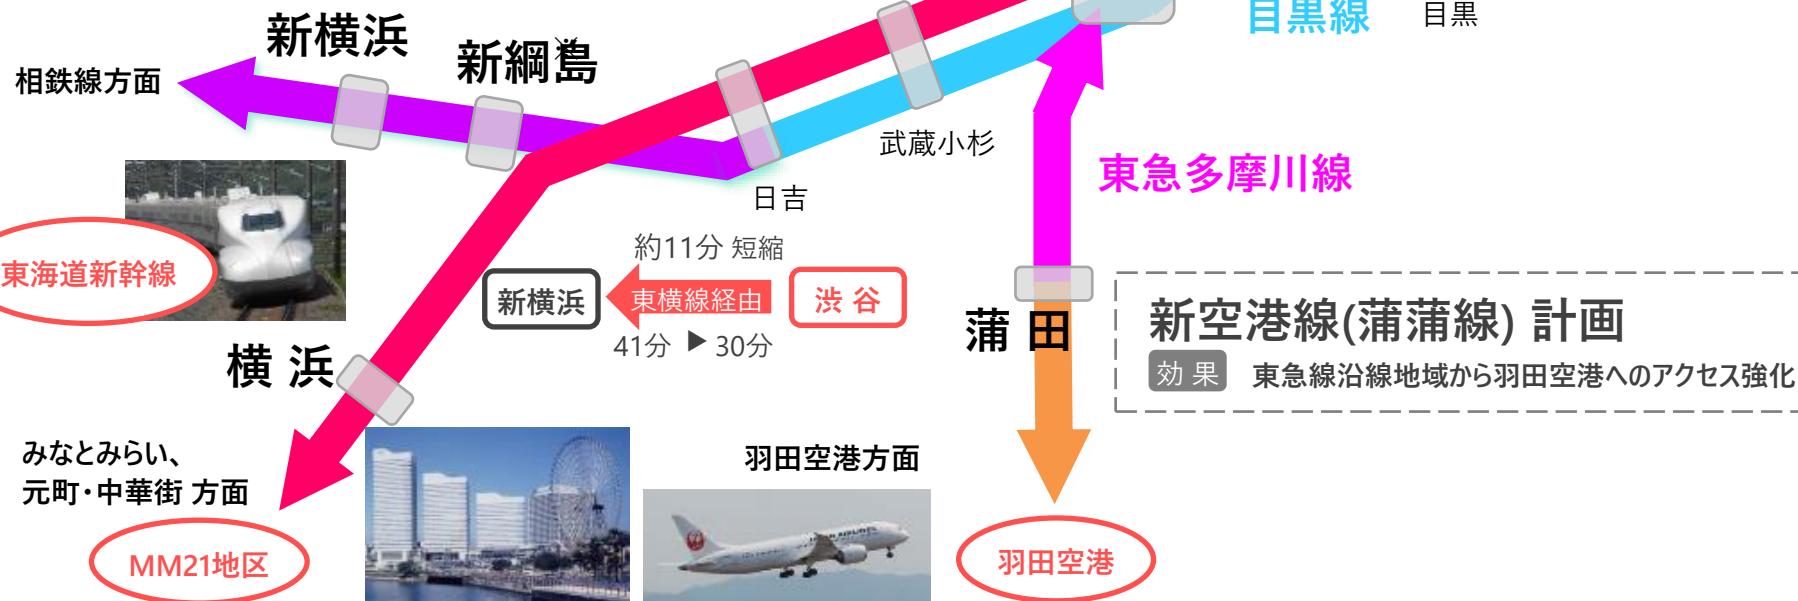 目黒線
目黒
新横浜
新綱島
※
相鉄線方面
武蔵小杉
東急多摩川線
日吉
東海道新幹線
約11分 短縮
新横浜
東横線経由
渋 谷
41分 ▶ 30分
蒲 田
新空港線(蒲蒲線) 計画
効 果 東急線沿線地域から羽田空港へのアクセス強化
横 浜
みなとみらい、
元町・中華街 方面
羽田空港方面
JAPAN AIRLINES
MM21地区
羽田空港